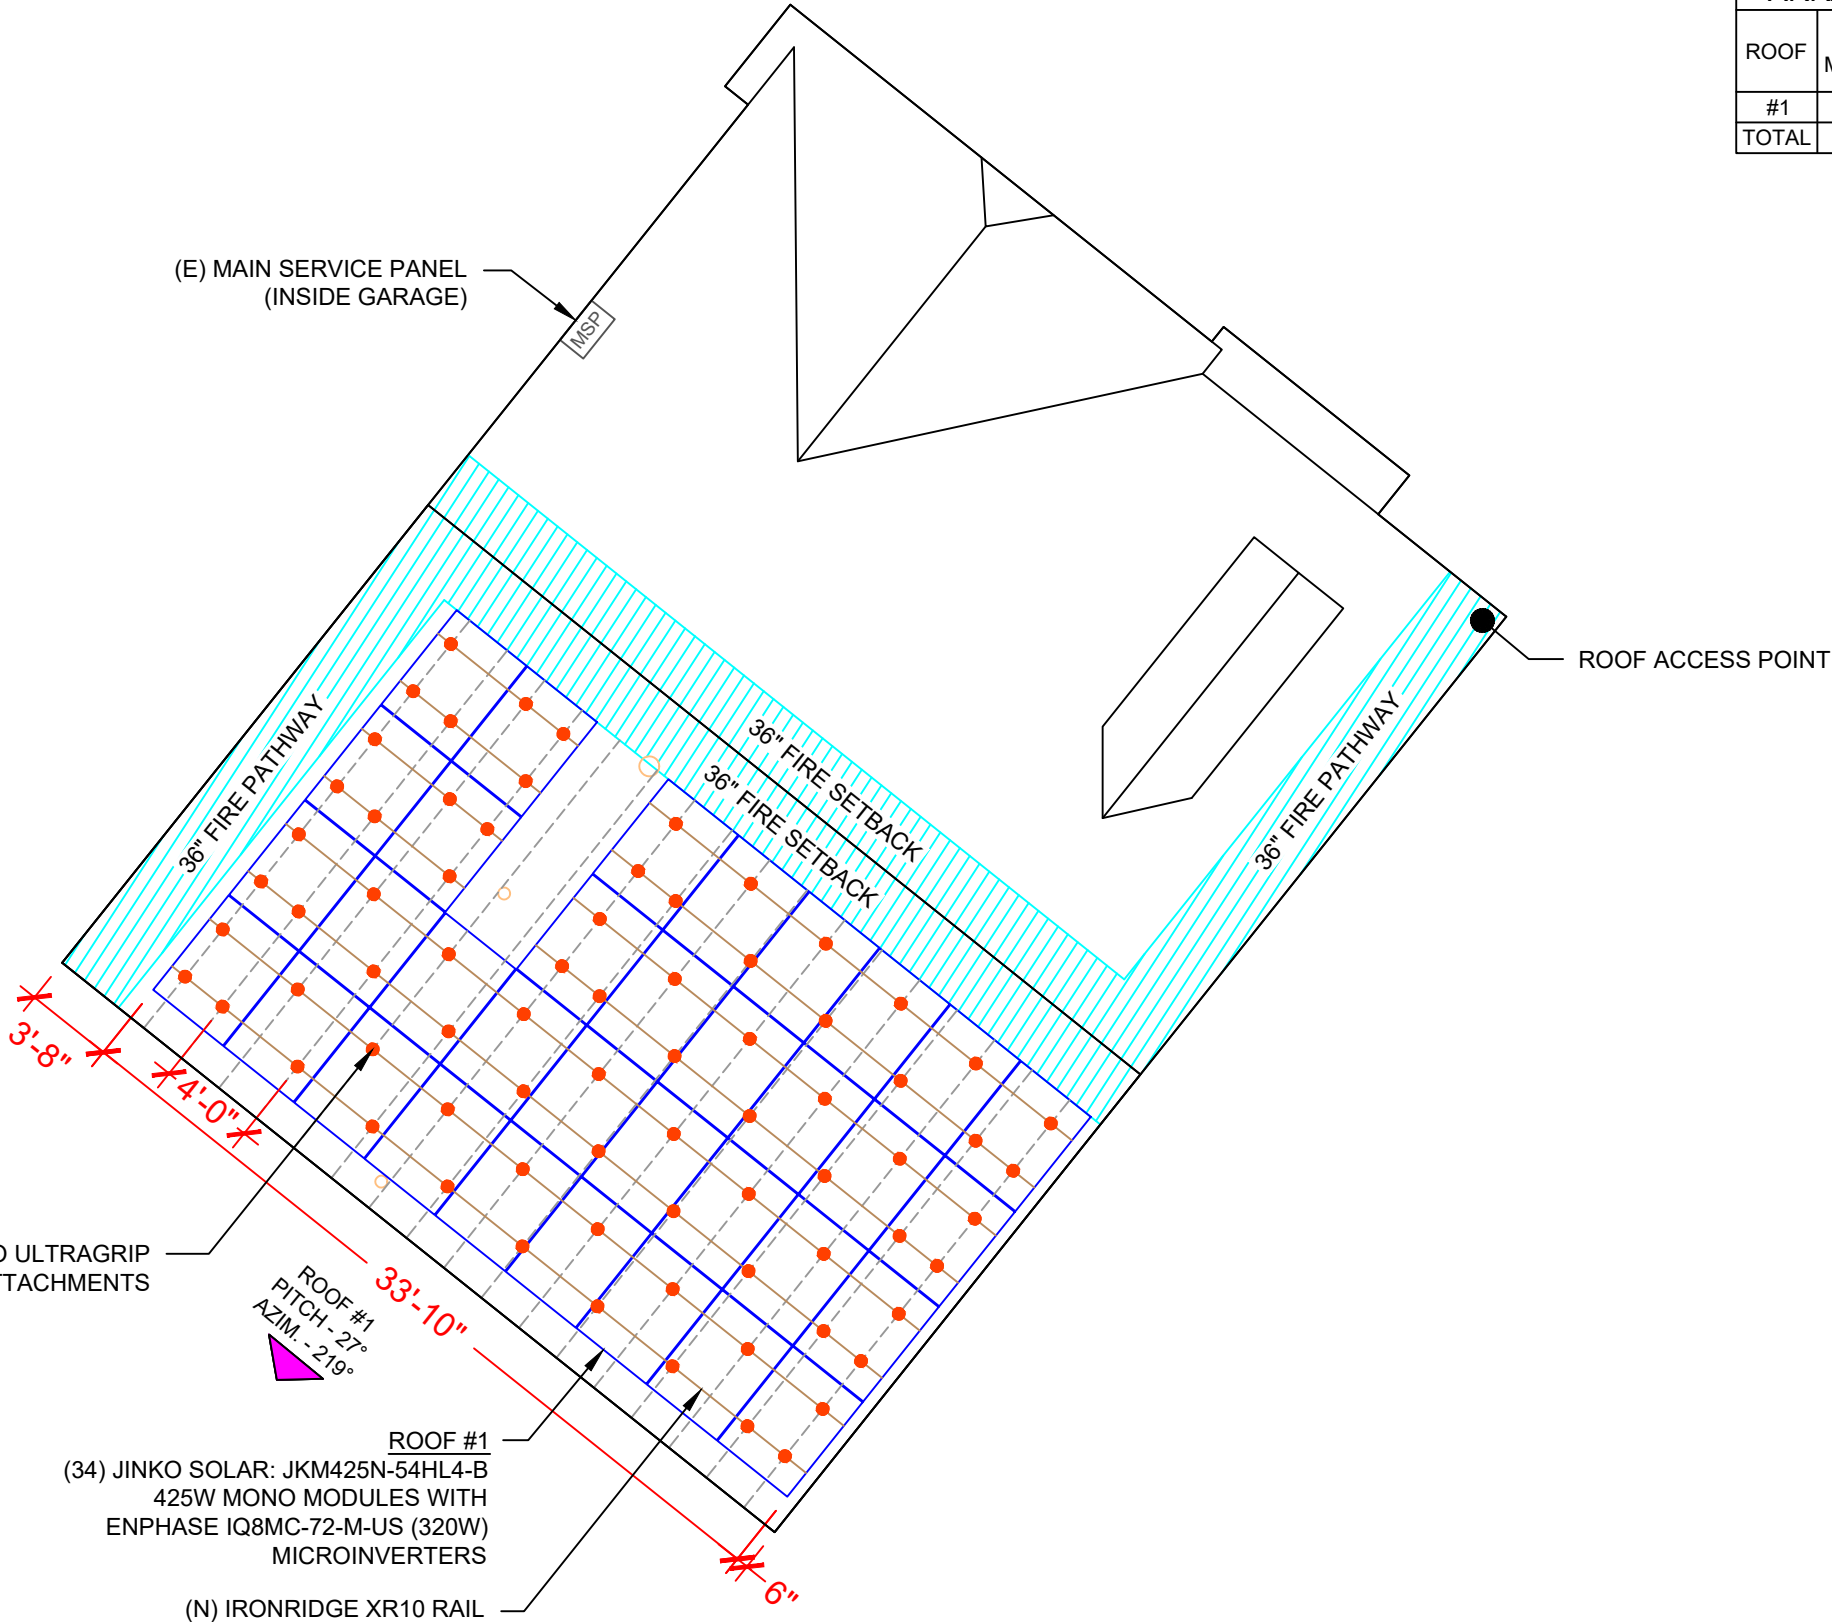 ROOF
#1
TOTAL
(E) MAIN SERVICE PANEL
(INSIDE GARAGE)
MSP
ROOF ACCESS POINT
36" FIRE PATHWAY
36" FIRE SETBACK
36" FIRE SETBACK
36" FIRE PATHWAY
3'-8"
4'-0"
33'-10"
6"
ULTRAGRIP
ROOF #1
PITCH - 27°
AZIM. - 219°
ROOF #1
(34) JINKO SOLAR: JKM425N-54HL4-B
425W MONO MODULES WITH
ENPHASE IQ8MC-72-M-US (320W)
MICROINVERTERS
(N) IRONRIDGE XR10 RAIL